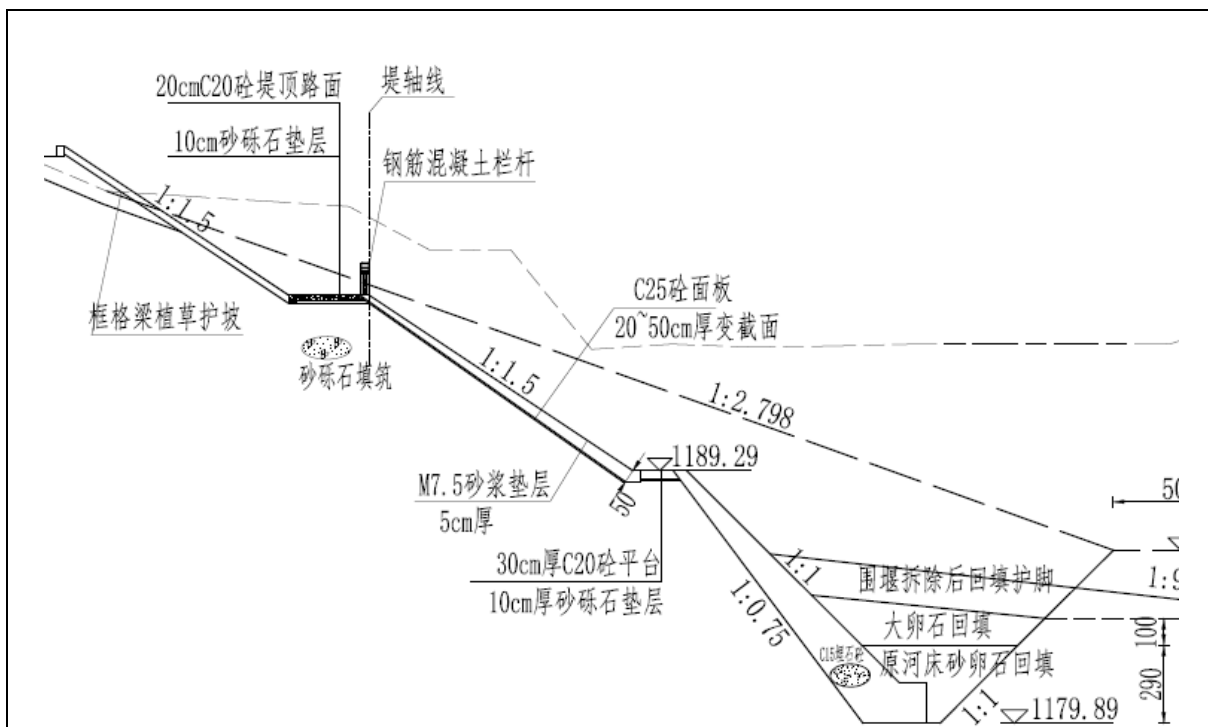 20cmC20砼堤顶路面
堤轴线
10cm砂砾石垫层
钢筋混凝土栏杆
1:1.5
框格梁植草护坡
C25砼面板
20~50cm厚变截面
砂砾石填筑
1:1.5
1:2.798
1189.29
M7.5砂浆垫层
5cm厚
50
50
30cm厚C20砼平台
10cm厚砂砾石垫层
1:1
围堰拆除后回填护脚
1:9
1:0.75
大卵石回填
100
C15埋石砼
原河床砂卵石回填
290
1:1
1179.89